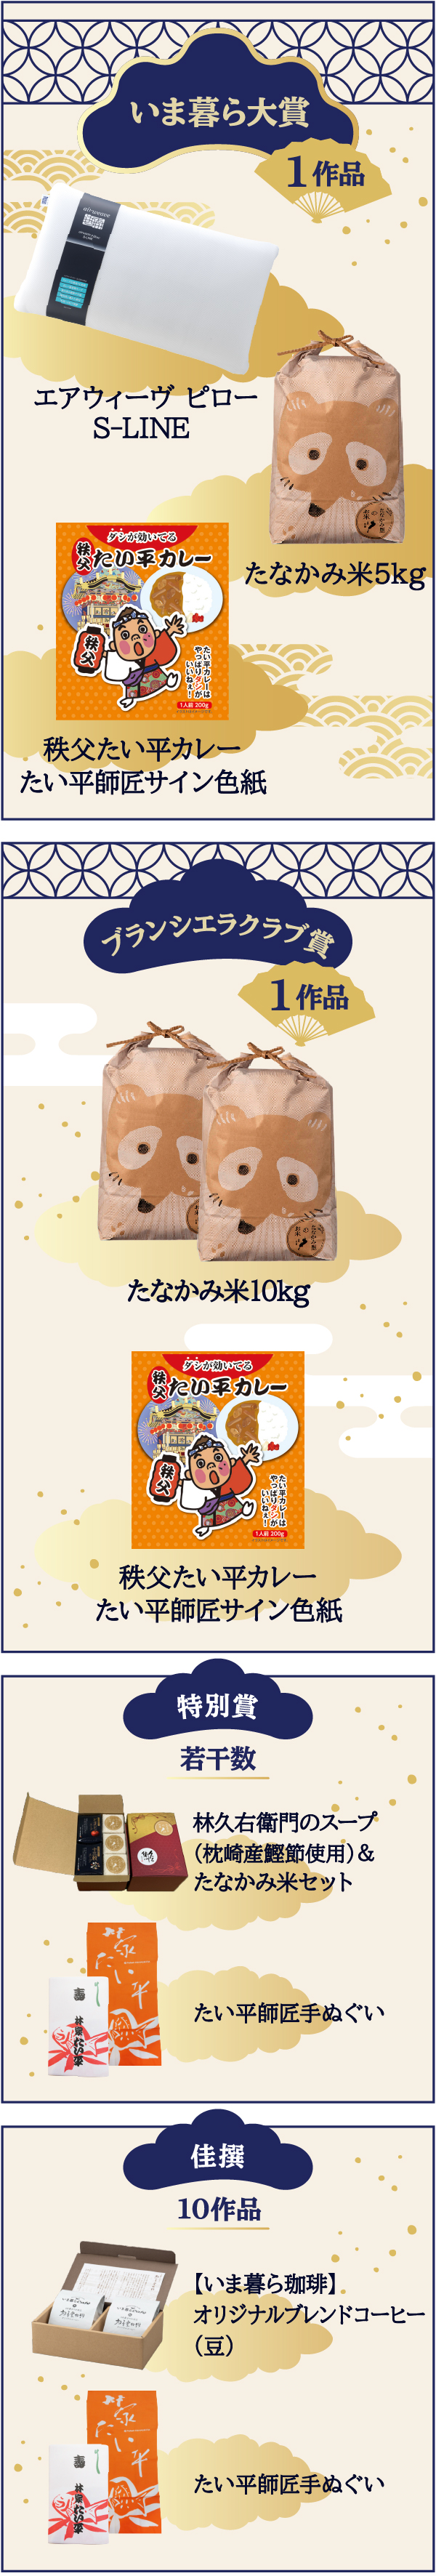 いま暮ら大賞
1作品
エアウィーヴ ピロー
S-LINE
たなかみ米5kg
ダシが効いてる
秩父
たい平カレー
秩父
たい平カレーは
やっぱりダシが
いいねぇ!
1人前 200g
秩父たい平カレー
たい平師匠サイン色紙
ブランシエラクラブ賞
1作品
たなかみ米10kg
ダシが効いてる
秩父
たい平カレー
秩父
たい平カレーは
やっぱりダシが
いいねぇ!
1人前 200g
秩父たい平カレー
たい平師匠サイン色紙
特別賞
若干数
林久右衛門のスープ
(枕崎産鰹節使用)&
たなかみ米セット
たい平師匠手ぬぐい
佳撰
10作品
【いま暮ら珈琲】
オリジナルブレンドコーヒー
(豆)
たい平師匠手ぬぐい